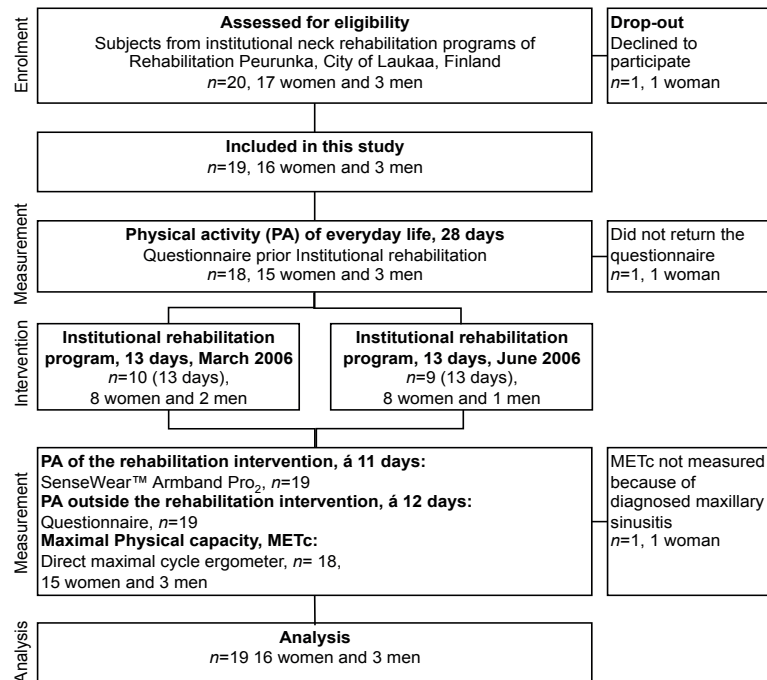 Enrolment
Assessed for eligibility
Subjects from institutional neck rehabilitation programs of
Rehabilitation Peurunka, City of Laukaa, Finland
n=20, 17 women and 3 men
Drop-out
Declined to
participate
n=1, 1 woman
Included in this study
n=19, 16 women and 3 men
Measurement
Physical activity (PA) of everyday life, 28 days
Questionnaire prior Institutional rehabilitation
n=18, 15 women and 3 men
Did not return the
questionnaire
n=1, 1 woman
Intervention
Institutional rehabilitation
program, 13 days, March 2006
n=10 (13 days),
8 women and 2 men
Institutional rehabilitation
program, 13 days, June 2006
n=9 (13 days),
8 women and 1 men
Measurement
PA of the rehabilitation intervention, á 11 days:
SenseWear™ Armband Pro₂, n=19
PA outside the rehabilitation intervention, á 12 days:
Questionnaire, n=19
Maximal Physical capacity, METc:
Direct maximal cycle ergometer, n= 18,
15 women and 3 men
METc not measured
because of
diagnosed maxillary
sinusitis
n=1, 1 woman
Analysis
Analysis
n=19 16 women and 3 men